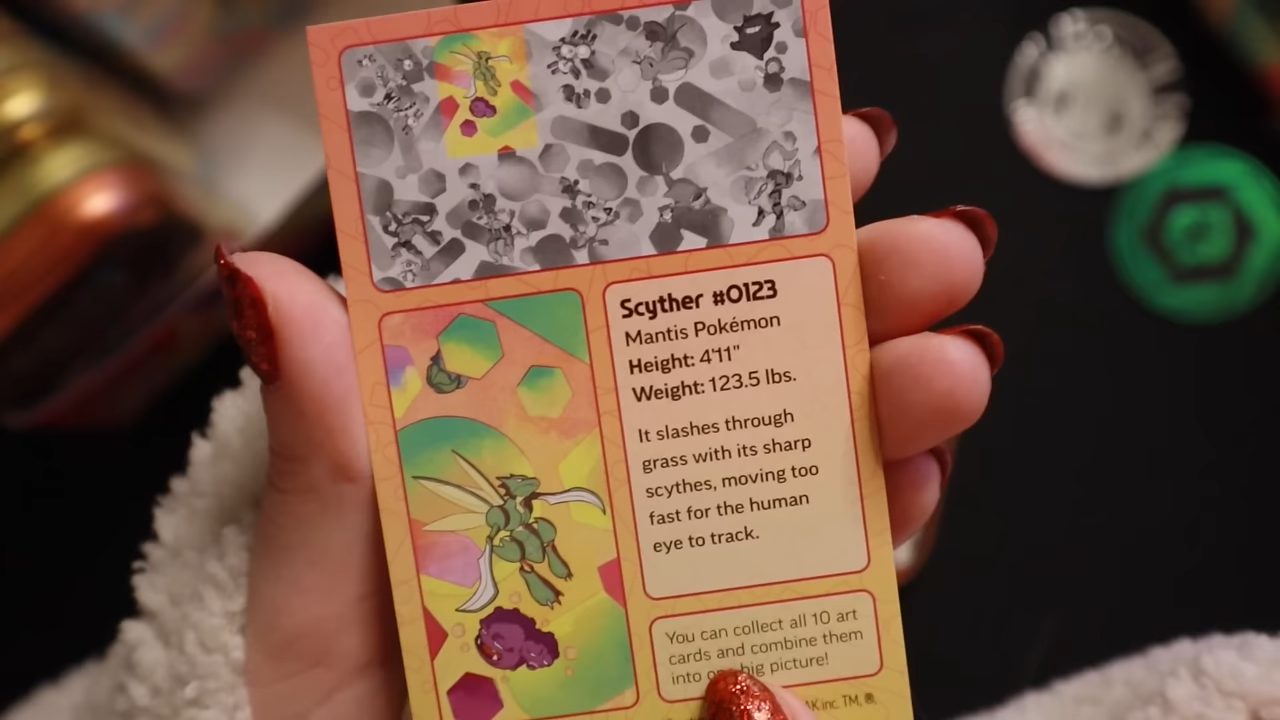 Scyther #0123
Mantis Pokémon
Height: 4'11"
Weight: 123.5 lbs.
It slashes through
grass with its sharp
scythes, moving too
fast for the human
eye to track.
You can collect all 10 art
cards and combine them
into big picture!
inc. TM, ®,